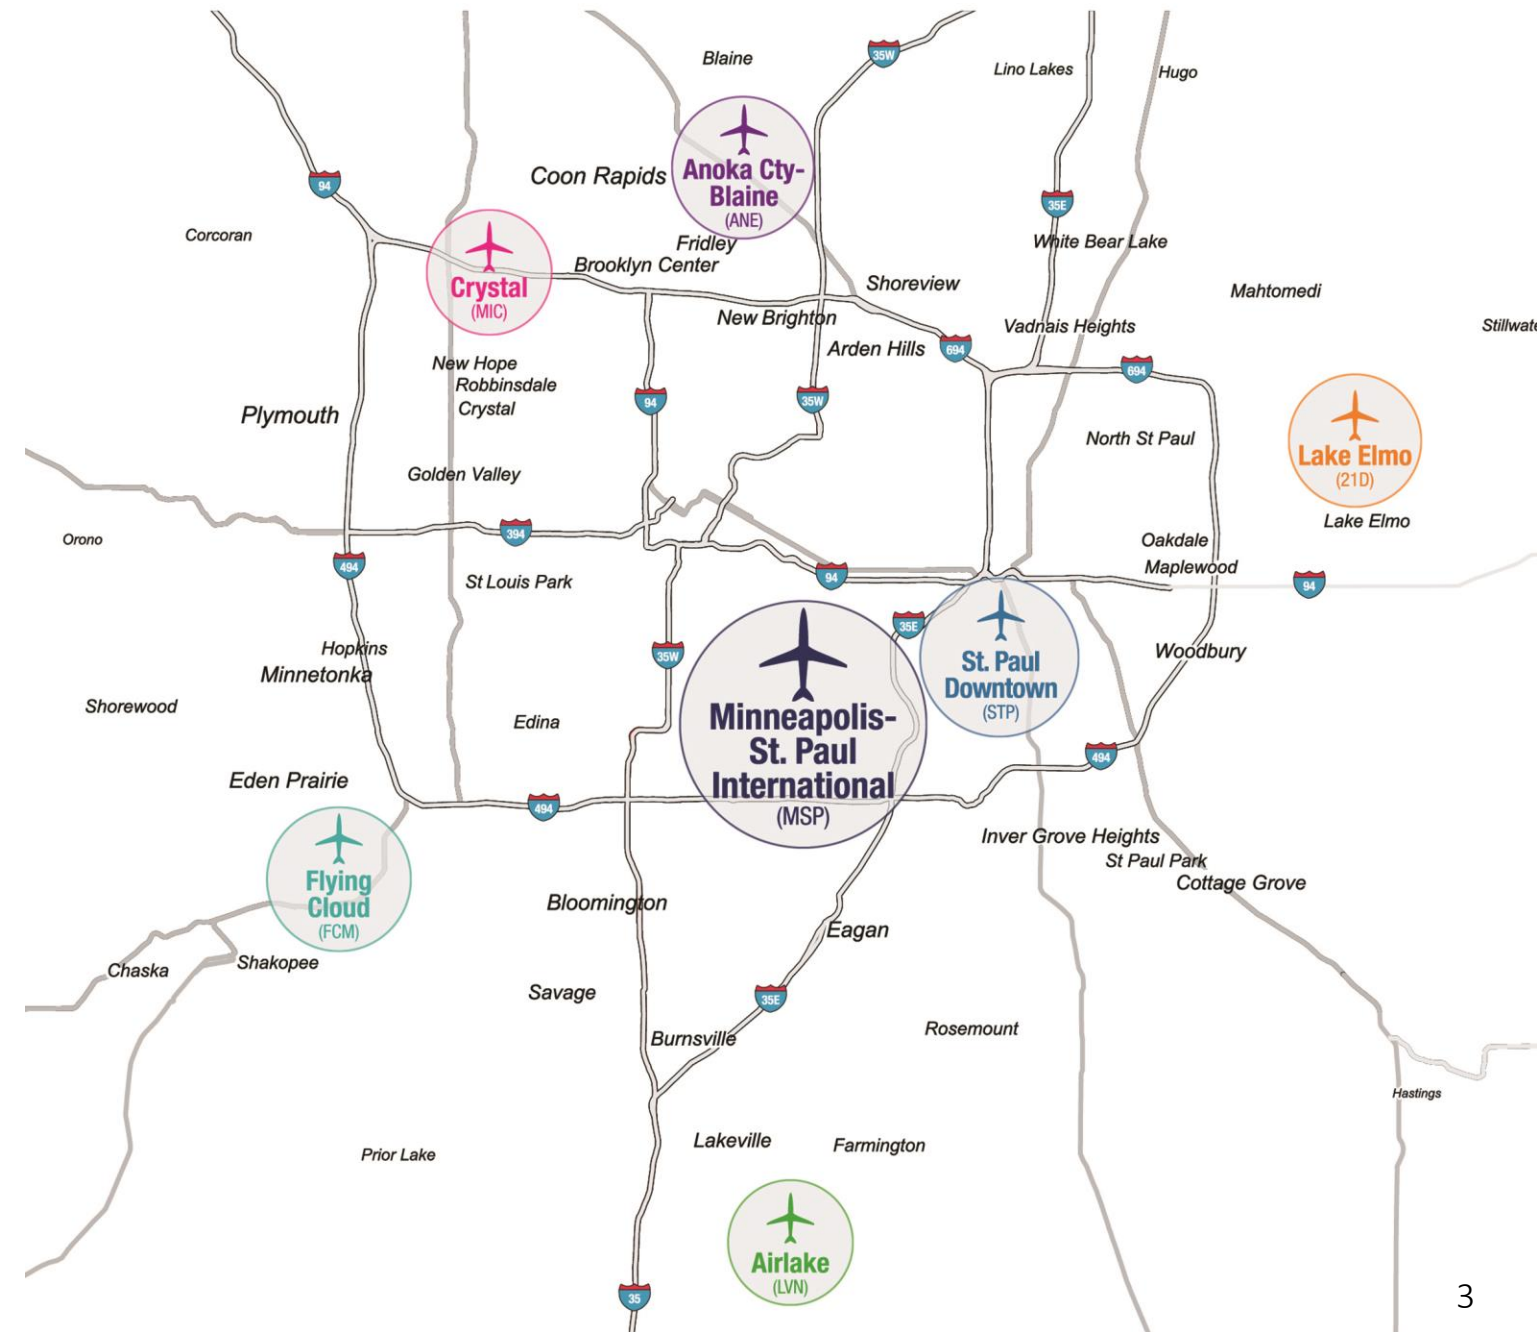 Blaine
35W
Lino Lakes
Hugo
Coon Rapids
Anoka Cty-
Blaine
(ANE)
94
35E
Corcoran
Fridley
White Bear Lake
Brooklyn Center
Crystal
(MIC)
Shoreview
Mahtomedi
New Brighton
Vadnais Heights
Stillwate
Arden Hills
694
694
New Hope
Robbinsdale
Crystal
94
35W
Plymouth
North St Paul
Lake Elmo
(21D)
Lake Elmo
Golden Valley
394
Orono
494
Oakdale
Maplewood
St Louis Park
94
94
35E
Hopkins
Minnetonka
35W
St. Paul
Downtown
(STP)
Woodbury
Shorewood
Edina
Minneapolis-
St. Paul
International
(MSP)
494
Eden Prairie
494
Inver Grove Heights
St Paul Park
Cottage Grove
Flying
Cloud
(FCM)
Bloomington
Eagan
Chaska
Shakopee
Savage
35E
Burnsville
Rosemount
Hastings
Prior Lake
Lakeville
Farmington
Airlake
(LVN)
35
3